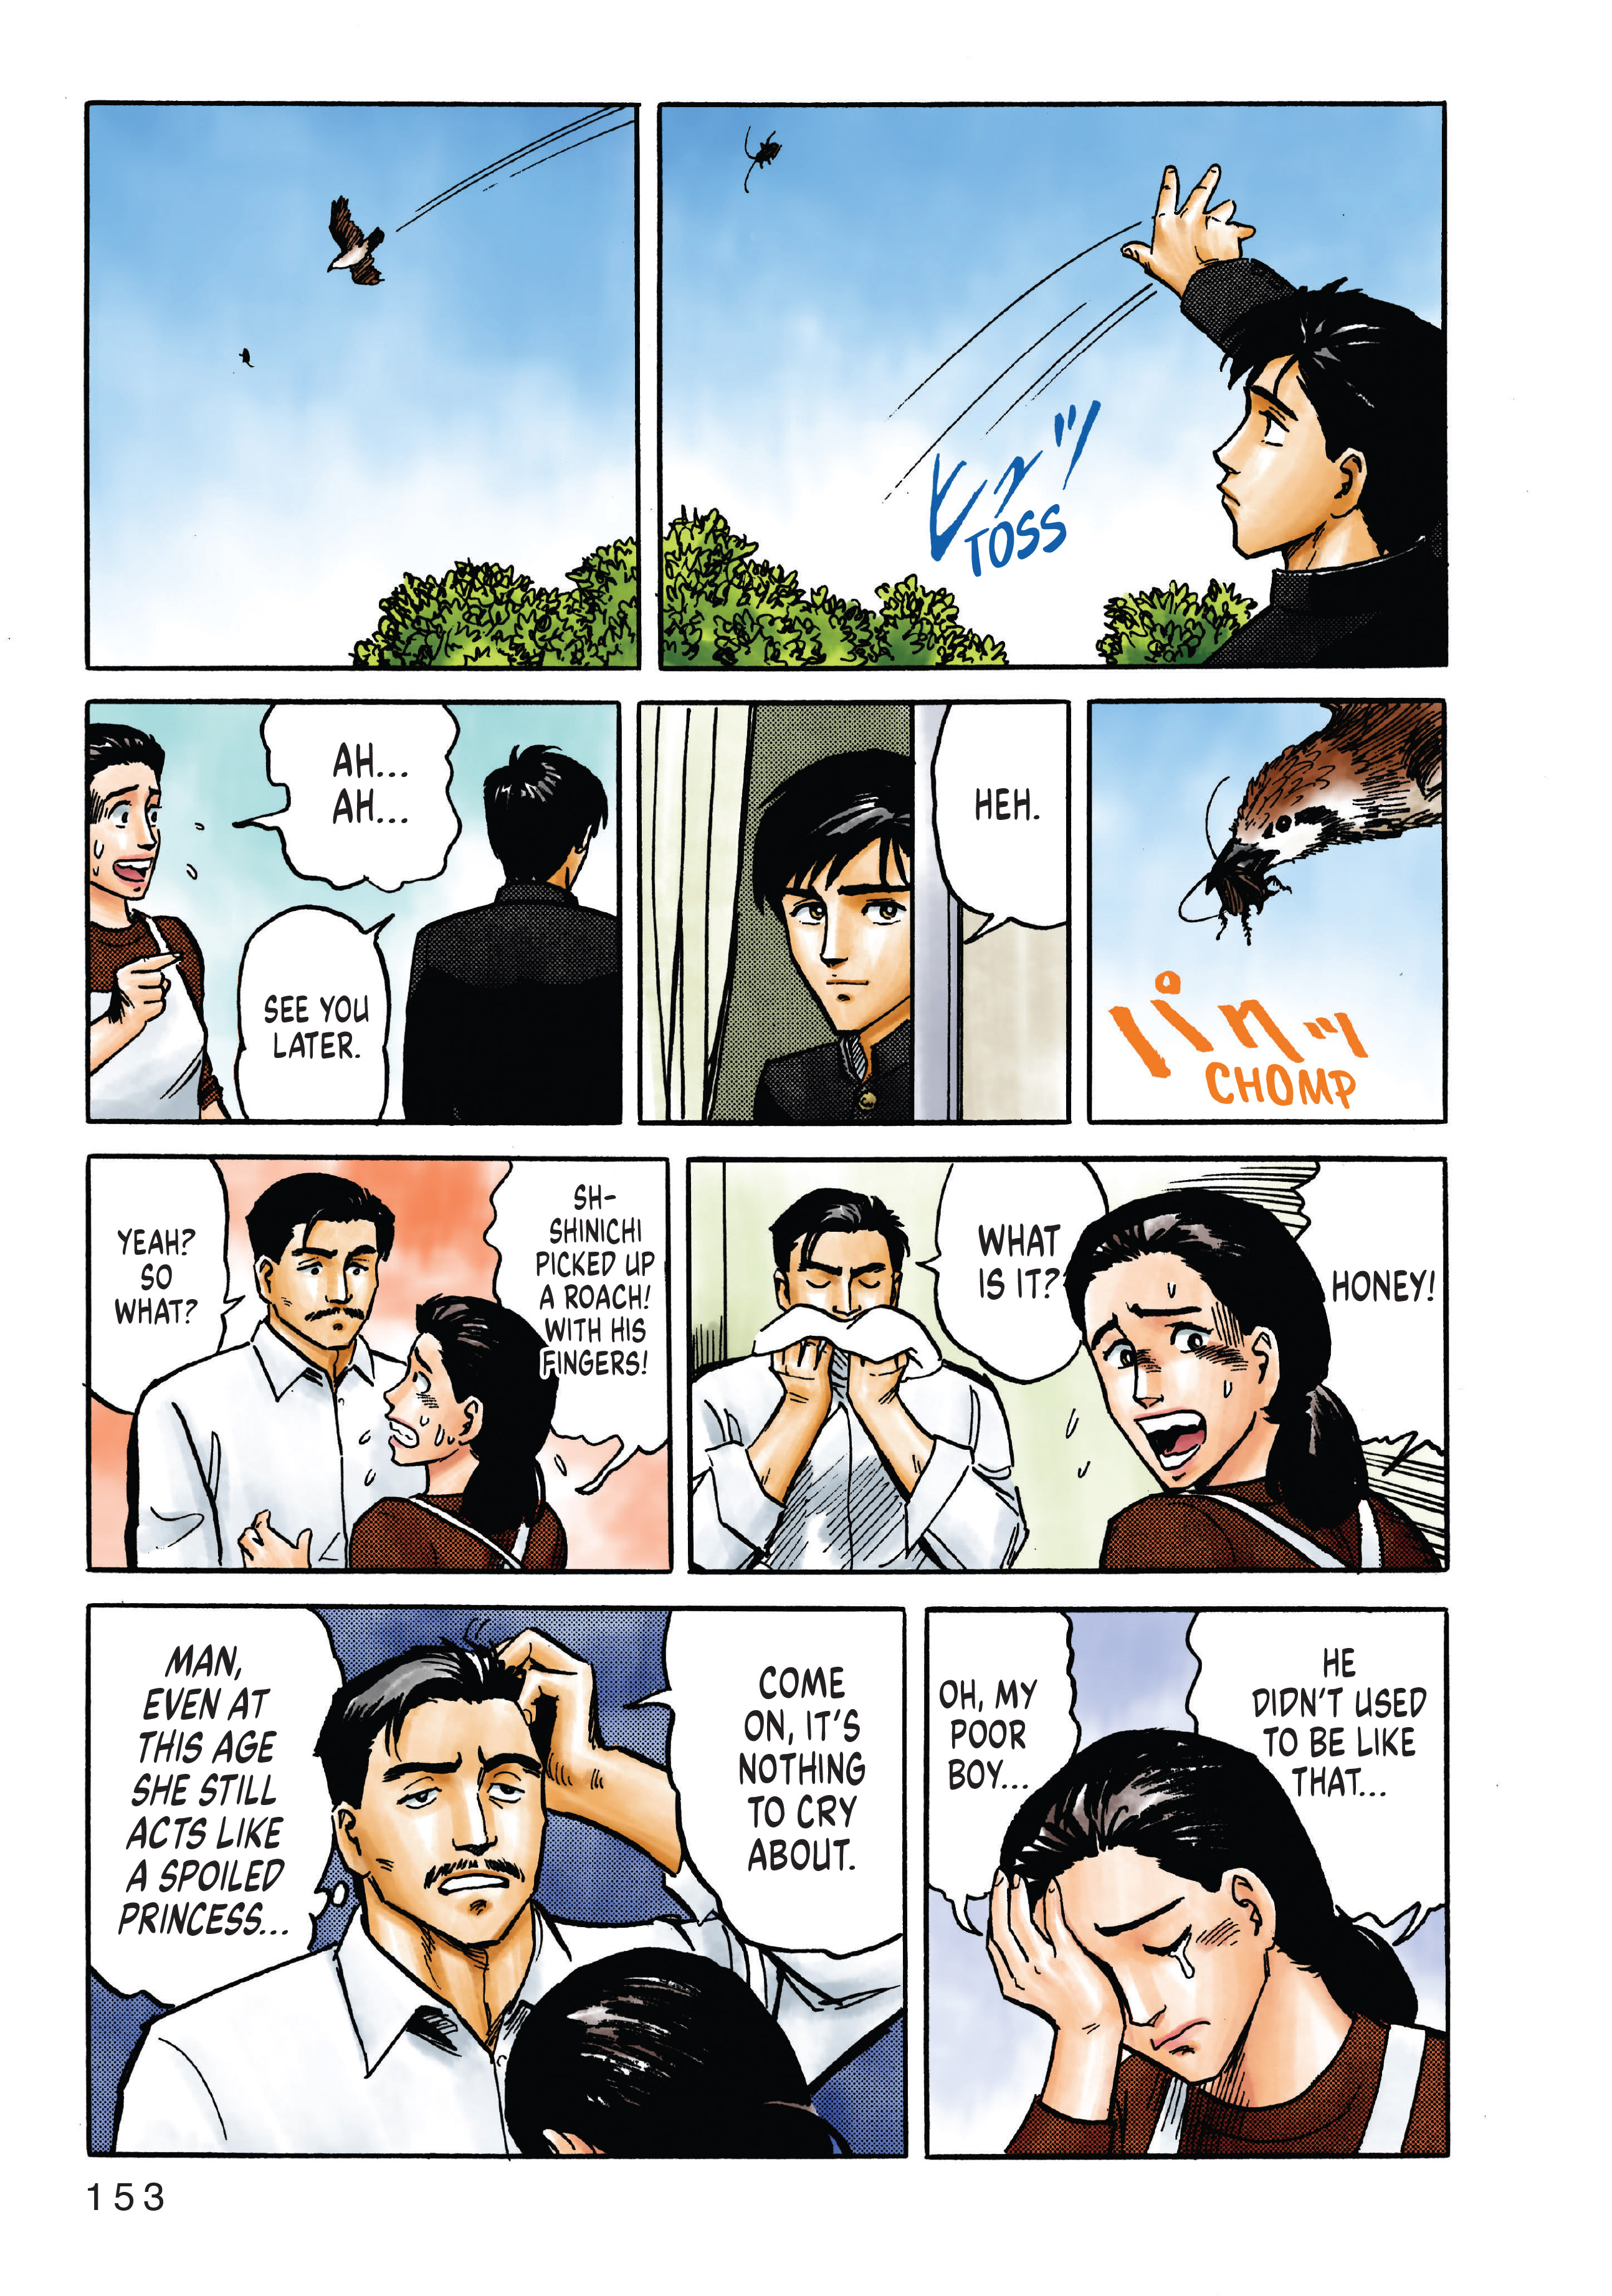 ヒュッ
TOSS
パクッ
CHOMP
HEH.
AH...
AH...
SEE YOU
LATER.
HONEY!
WHAT
IS IT?
SH-
SHINICHI
PICKED UP
A ROACH!
WITH HIS
FINGERS!
YEAH?
SO
WHAT?
HE
DIDN'T USED
TO BE LIKE
THAT...
OH, MY
POOR
BOY...
COME
ON, IT'S
NOTHING
TO CRY
ABOUT.
MAN,
EVEN AT
THIS AGE
SHE STILL
ACTS LIKE
A SPOILED
PRINCESS...
153